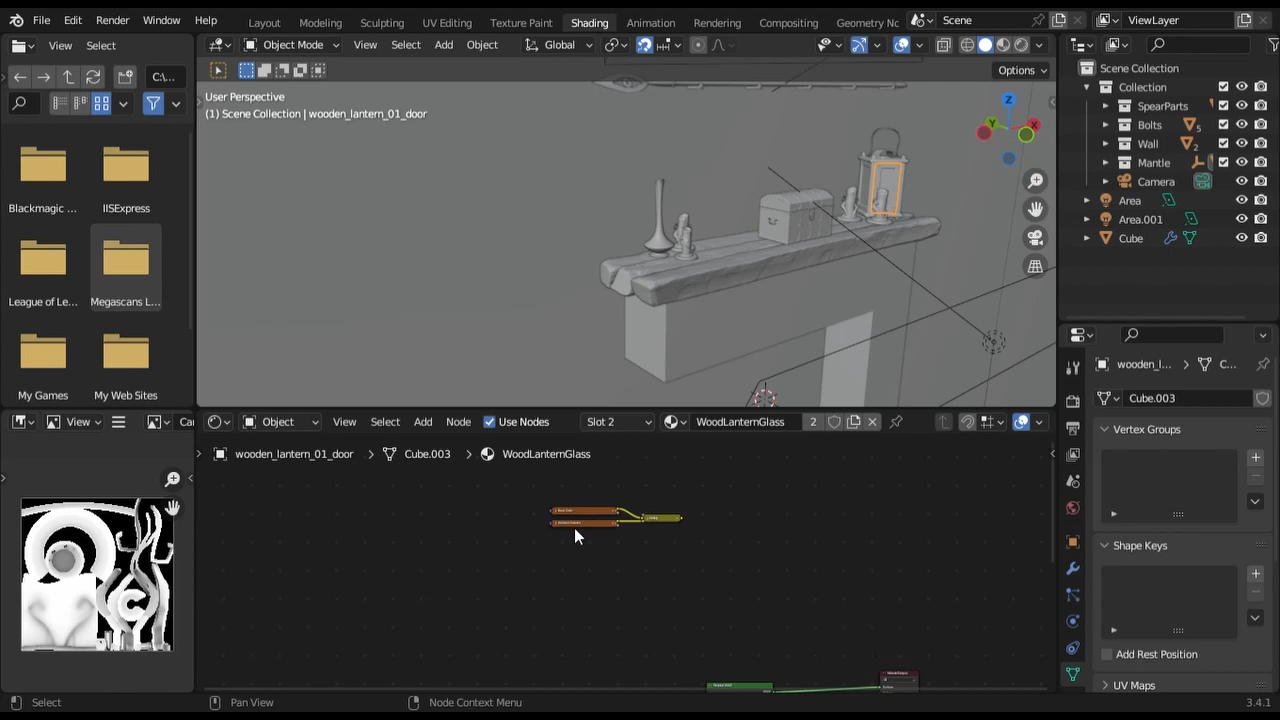 File Edit Render Window Help Layout Modeling Sculpting UV Editing Texture Paint Shading Animation Rendering Compositing Geometry Nc Scene ViewLayer
View Select Object Mode View Select Add Object Global
C:\...
Options
User Perspective
(1) Scene Collection | wooden_lantern_01_door
Z
Y
X
Blackmagic ... IISExpress
League of Le... Megascans L...
My Games My Web Sites
Scene Collection
Collection
SpearParts
Bolts 5
Wall 2
Mantle
Camera
Area
Area.001
Cube
wooden_l... C...
Cube.003
Vertex Groups
Shape Keys
Add Rest Position
UV Maps
View Ca
Object View Select Add Node Use Nodes Slot 2 WoodLanternGlass 2
wooden_lantern_01_door Cube.003 WoodLanternGlass
Select Pan View Node Context Menu 3.4.1